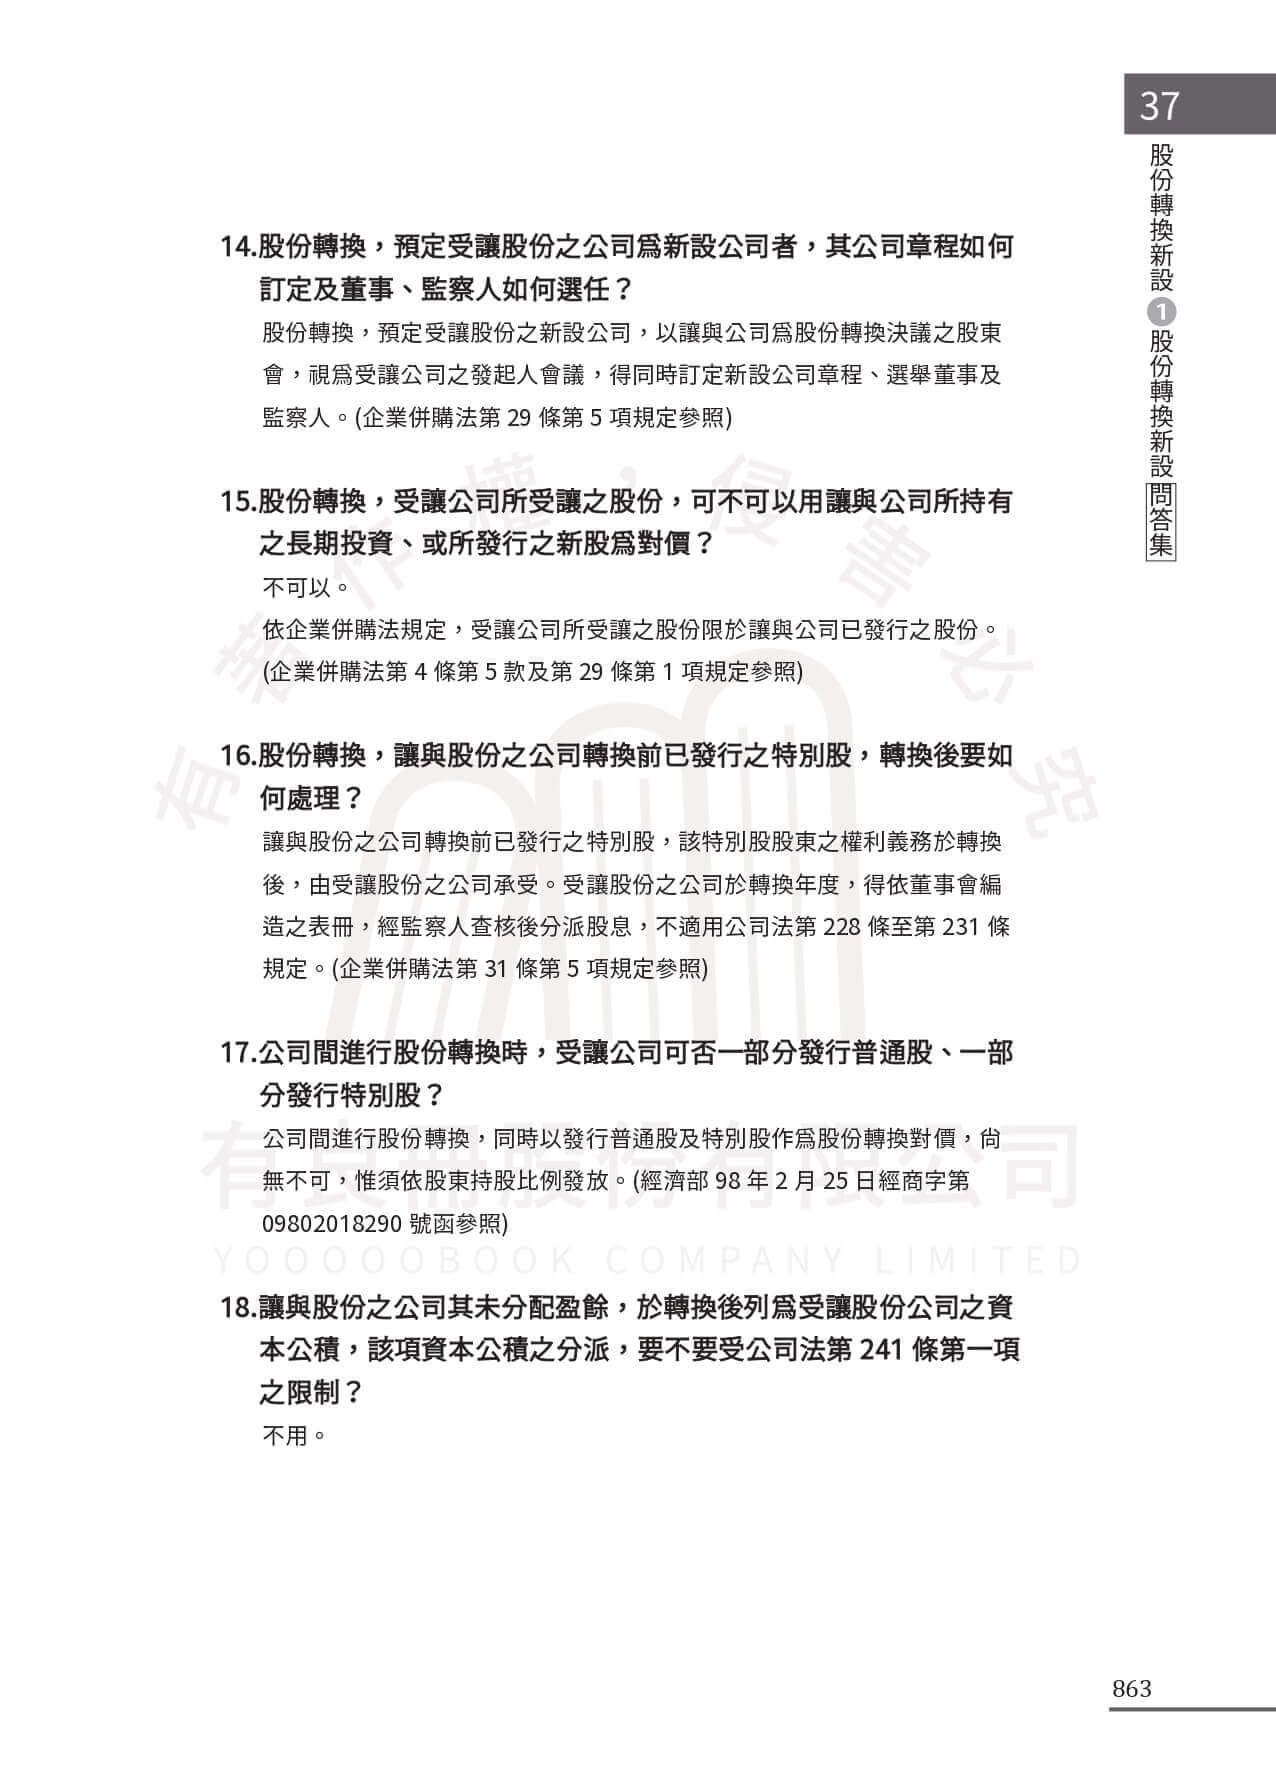 37
股份轉換新設 1 股份轉換新設 問答集
14.股份轉換，預定受讓股份之公司為新設公司者，其公司章程如何
訂定及董事、監察人如何選任？
股份轉換，預定受讓股份之新設公司，以讓與公司為股份轉換決議之股東
會，視為受讓公司之發起人會議，得同時訂定新設公司章程、選舉董事及
監察人。(企業併購法第 29 條第 5 項規定參照)
15.股份轉換，受讓公司所受讓之股份，可不可以用讓與公司所持有
之長期投資、或所發行之新股為對價？
不可以。
依企業併購法規定，受讓公司所受讓之股份限於讓與公司已發行之股份。
(企業併購法第 4 條第 5 款及第 29 條第 1 項規定參照)
16.股份轉換，讓與股份之公司轉換前已發行之特別股，轉換後要如
何處理？
讓與股份之公司轉換前已發行之特別股，該特別股股東之權利義務於轉換
後，由受讓股份之公司承受。受讓股份之公司於轉換年度，得依董事會編
造之表冊，經監察人查核後分派股息，不適用公司法第 228 條至第 231 條
規定。(企業併購法第 31 條第 5 項規定參照)
17.公司間進行股份轉換時，受讓公司可否一部分發行普通股、一部
分發行特別股？
公司間進行股份轉換，同時以發行普通股及特別股作為股份轉換對價，尚
無不可，惟須依股東持股比例發放。(經濟部 98 年 2 月 25 日經商字第
09802018290 號函參照)
18.讓與股份之公司其未分配盈餘，於轉換後列為受讓股份公司之資
本公積，該項資本公積之分派，要不要受公司法第 241 條第一項
之限制？
不用。
有著作權，侵害必究
有良冊股份有限公司
YOOOOOBOOK COMPANY LIMITED
863